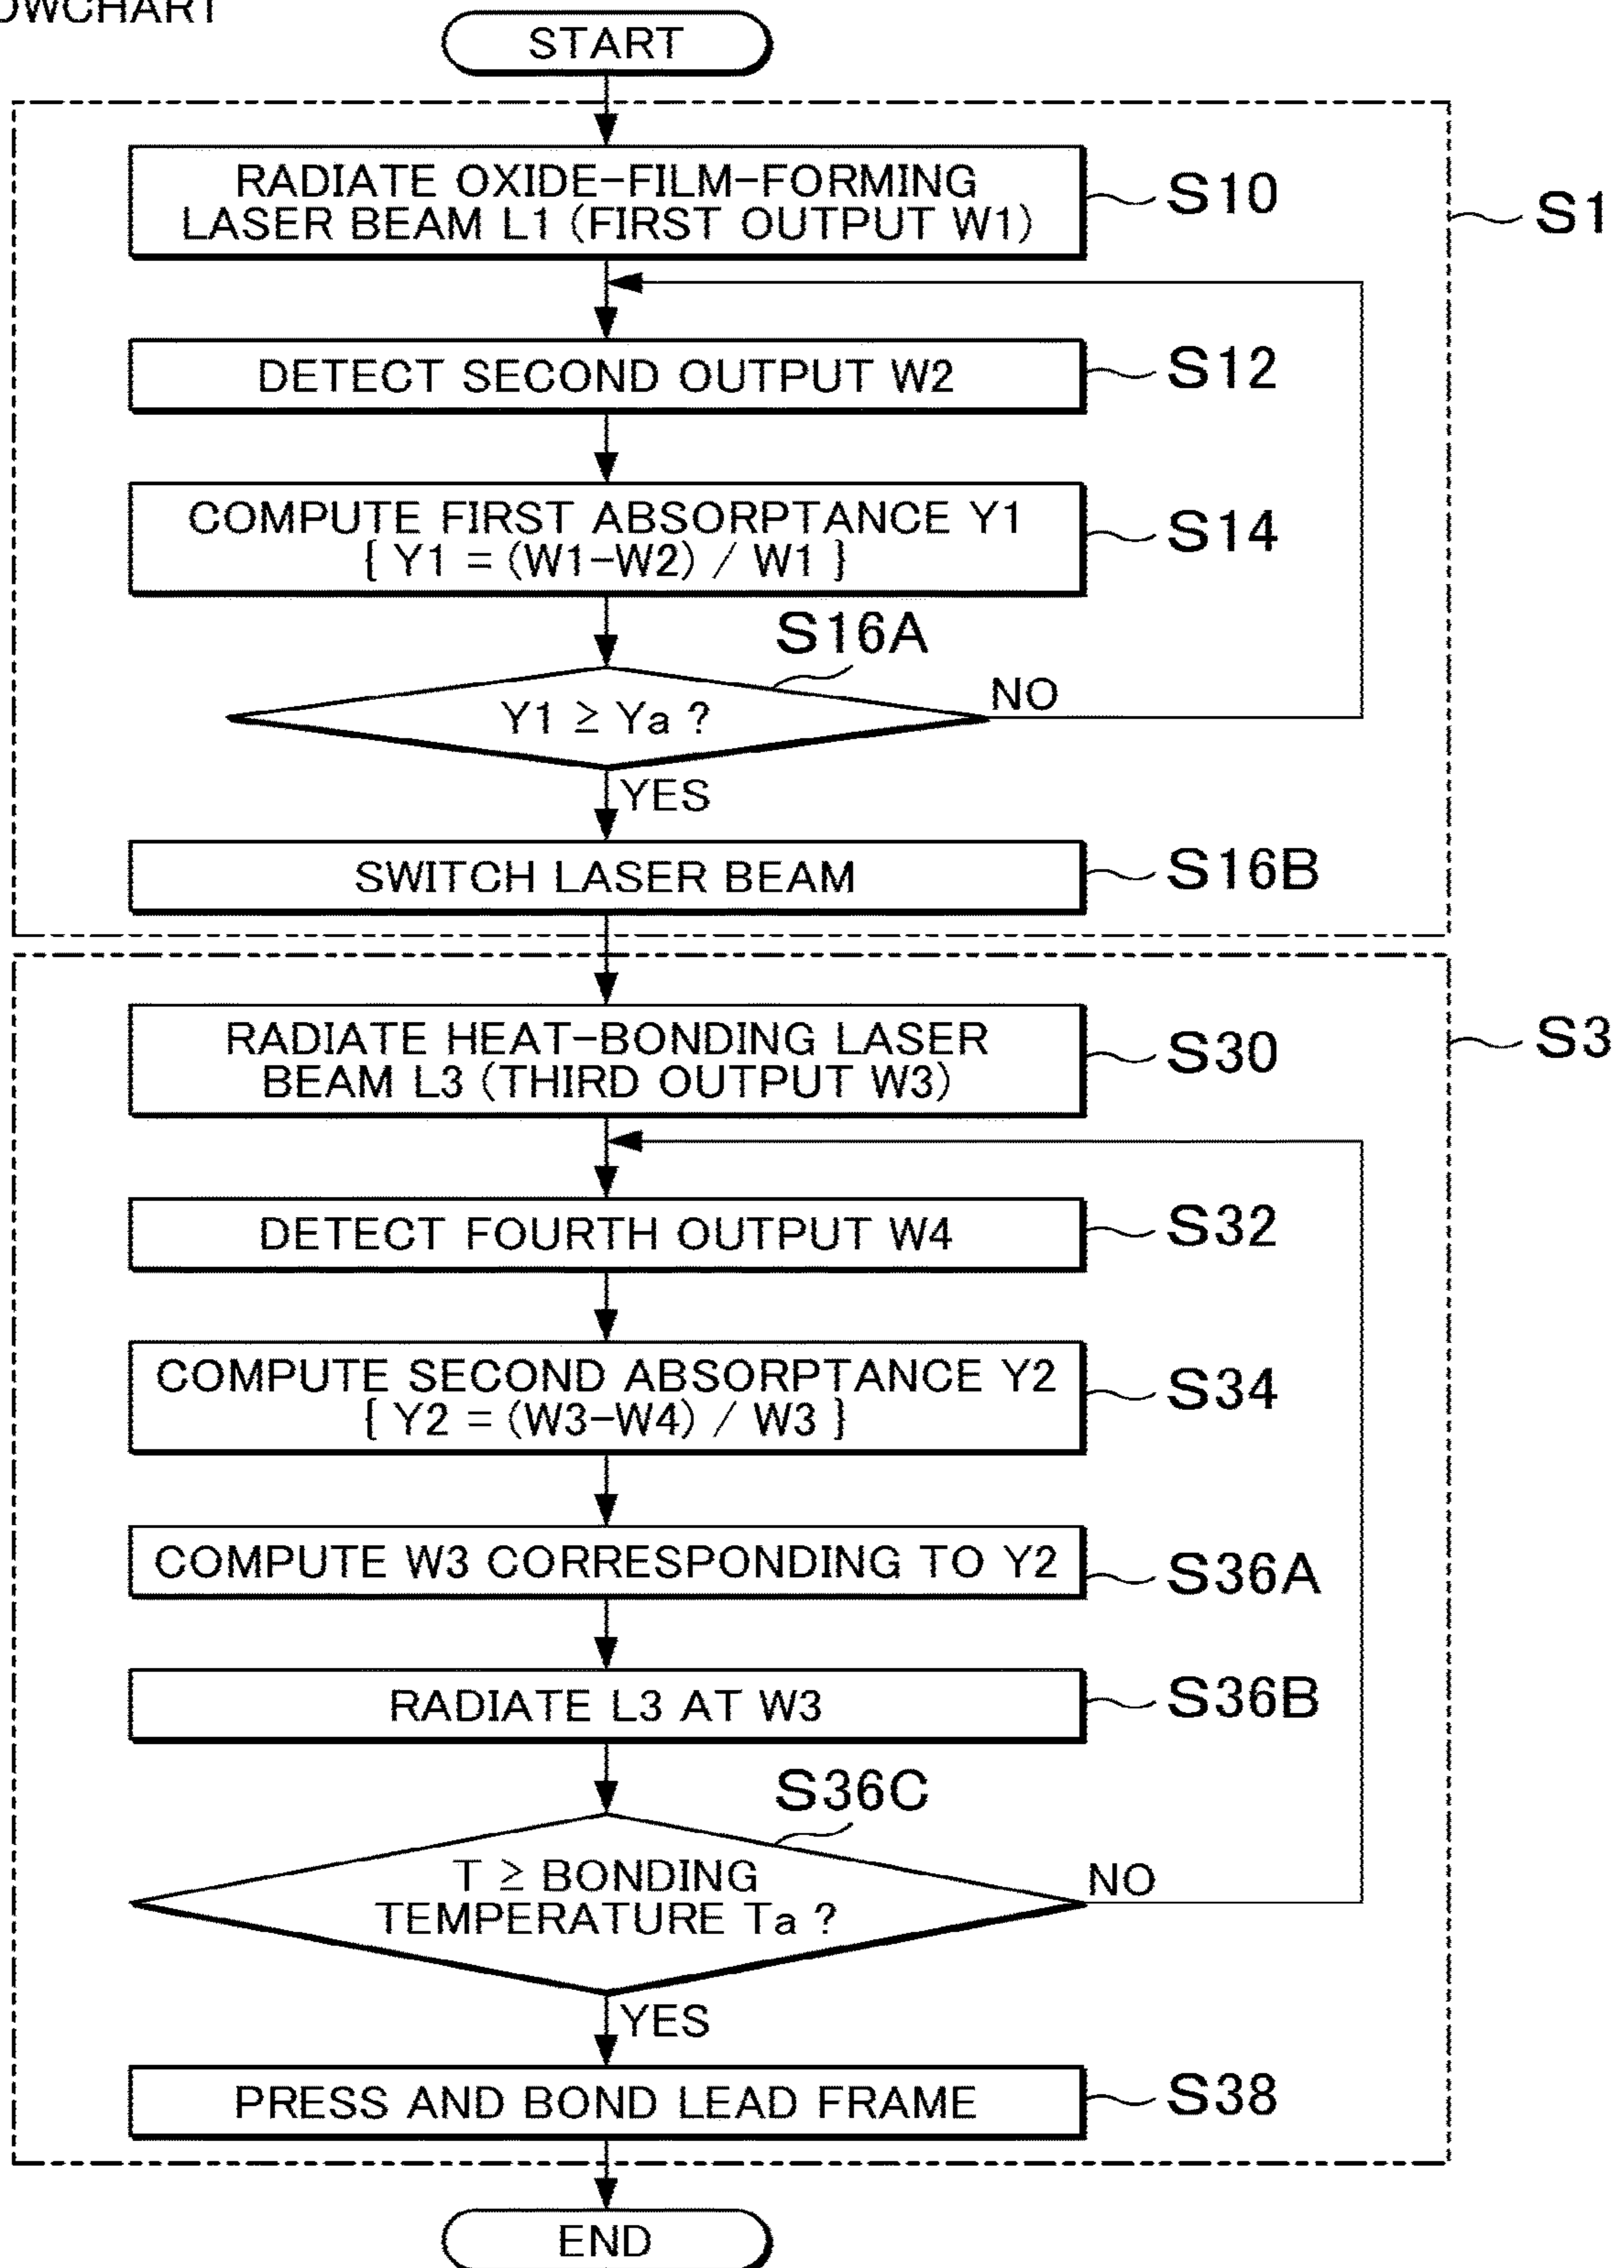 START
RADIATE OXIDE-FILM-FORMING
LASER BEAM L1 (FIRST OUTPUT W1)
S10
S1
DETECT SECOND OUTPUT W2
S12
COMPUTE FIRST ABSORPTANCE Y1
{ Y1 = (W1-W2) / W1 }
S14
S16A
Y1 ≥ Ya ?
NO
YES
SWITCH LASER BEAM
S16B
RADIATE HEAT-BONDING LASER
BEAM L3 (THIRD OUTPUT W3)
S30
S3
DETECT FOURTH OUTPUT W4
S32
COMPUTE SECOND ABSORPTANCE Y2
{ Y2 = (W3-W4) / W3 }
S34
COMPUTE W3 CORRESPONDING TO Y2
S36A
RADIATE L3 AT W3
S36B
S36C
T ≥ BONDING
TEMPERATURE Ta ?
NO
YES
PRESS AND BOND LEAD FRAME
S38
END